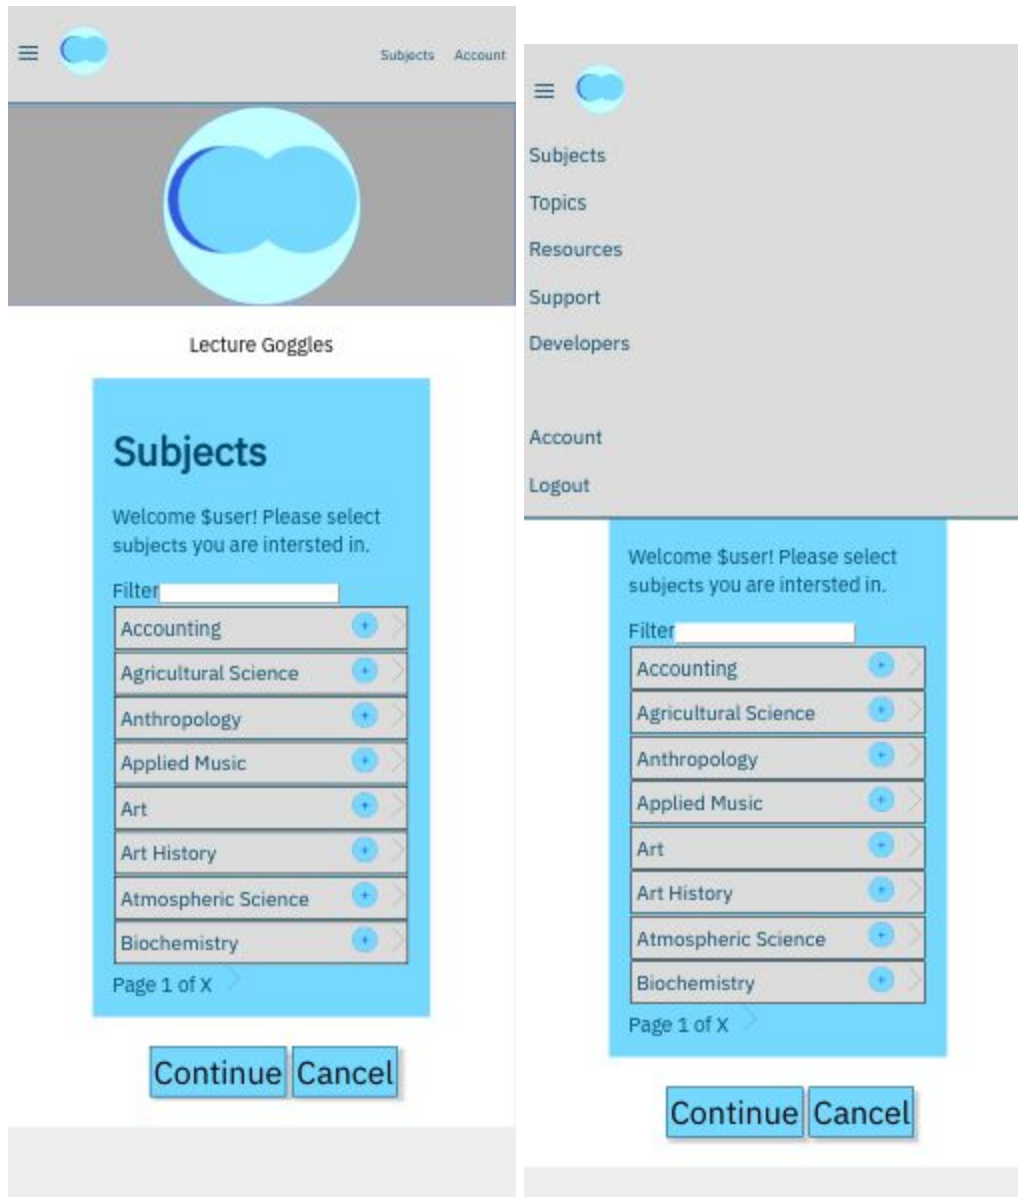 Subjects Account
Lecture Goggles
Subjects
Welcome $user! Please select
subjects you are intersted in.
Filter
Accounting +
Agricultural Science +
Anthropology +
Applied Music +
Art +
Art History +
Atmospheric Science +
Biochemistry +
Page 1 of X
Continue Cancel
Subjects
Topics
Resources
Support
Developers
Account
Logout
Welcome $user! Please select
subjects you are intersted in.
Filter
Accounting +
Agricultural Science +
Anthropology +
Applied Music +
Art +
Art History +
Atmospheric Science +
Biochemistry +
Page 1 of X
Continue Cancel